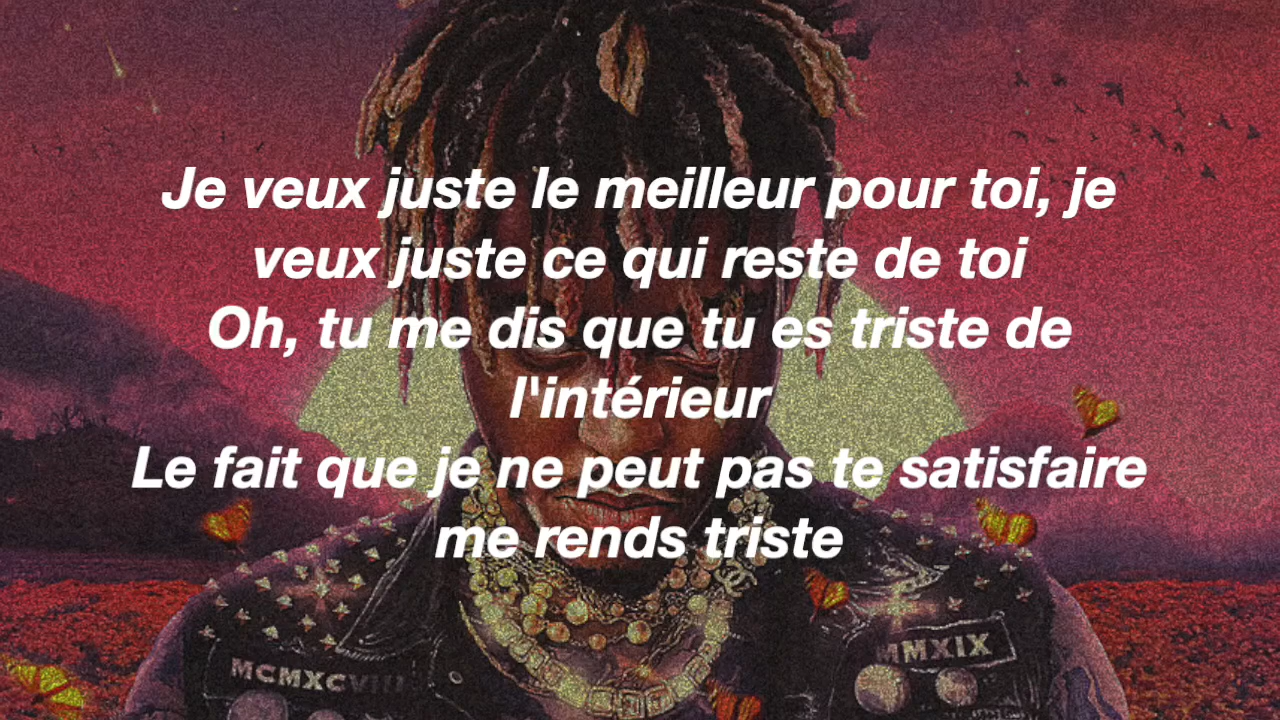 Je veux juste le meilleur pour toi, je
veux juste ce qui reste de toi
Oh, tu me dis que tu es triste de
l'intérieur
Le fait que je ne peut pas te satisfaire
me rends triste
MCMXCVIII
MMXIX